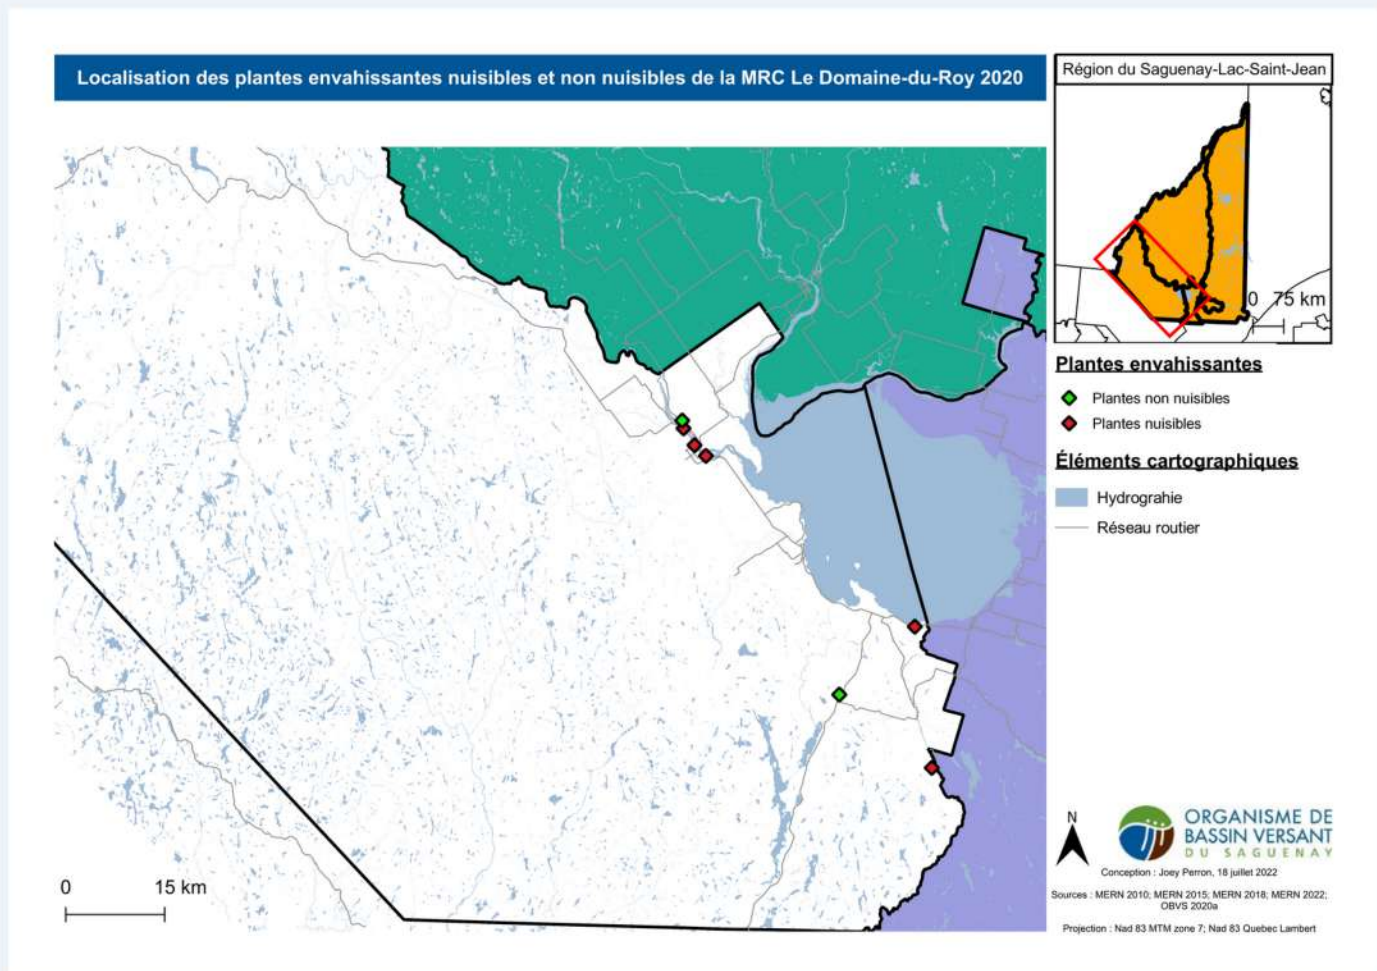 Localisation des plantes envahissantes nuisibles et non nuisibles de la MRC Le Domaine-du-Roy 2020
Région du Saguenay-Lac-Saint-Jean
0 75 km
Plantes envahissantes
Plantes non nuisibles
Plantes nuisibles
Éléments cartographiques
Hydrograhie
Réseau routier
0 15 km
N
ORGANISME DE
BASSIN VERSANT
DU SAGUENAY
Conception : Joey Perron, 18 juillet 2022
Sources : MERN 2010; MERN 2015; MERN 2018; MERN 2022;
OBVS 2020a
Projection : Nad 83 MTM zone 7; Nad 83 Quebec Lambert